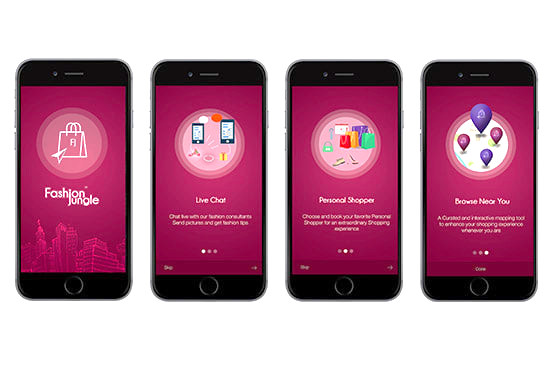 Fashion
Jungle
Live Chat
Chat live with our fashion consultants
Send pictures and get fashion tips.
Skip
Personal Shopper
Choose and book your favorite Personal
Shopper for an extraordinary Shopping
experience
Skip
Browse Near You
A Curated and interactive mapping tool
to enhance your shopping experience
whenever you are
Done